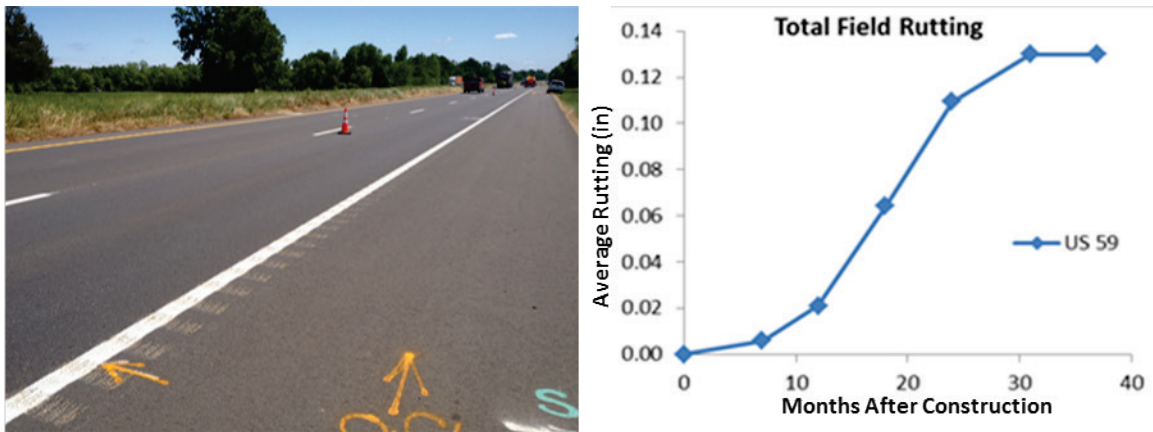 S
Total Field Rutting
Average Rutting (in)
0.14
0.12
0.10
0.08
0.06
0.04
0.02
0.00
US 59
0 10 20 30 40
Months After Construction